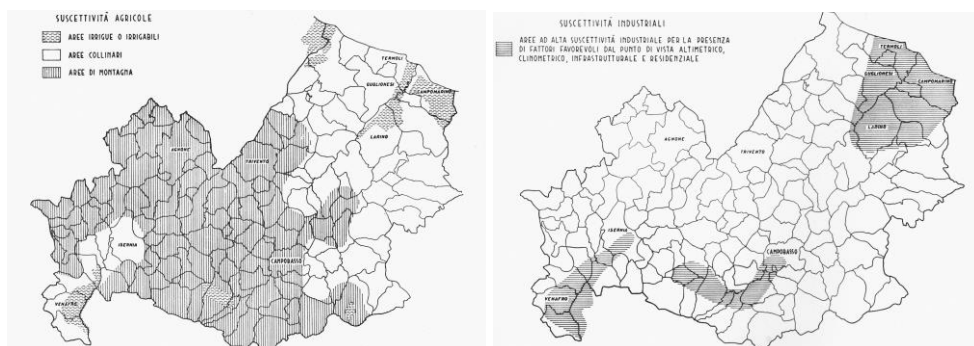 SUSCETTIVITÀ AGRICOLE
AREE IRRIGUE O IRRIGABILI
AREE COLLINARI
AREE DI MONTAGNA
TERMOLI
GUGLIONESI
CAMPOMARINO
LARINO
AGNONE
TRIVENTO
ISERNIA
CAMPOBASSO
VENAFRO
SUSCETTIVITÀ INDUSTRIALI
AREE AD ALTA SUSCETTIVITÀ INDUSTRIALE PER LA PRESENZA
DI FATTORI FAVOREVOLI DAL PUNTO DI VISTA ALTIMETRICO,
CLINOMETRICO, INFRASTRUTTURALE E RESIDENZIALE
TERMOLI
GUGLIONESI
CAMPOMARINO
LARINO
AGNONE
TRIVENTO
ISERNIA
CAMPOBASSO
VENAFRO